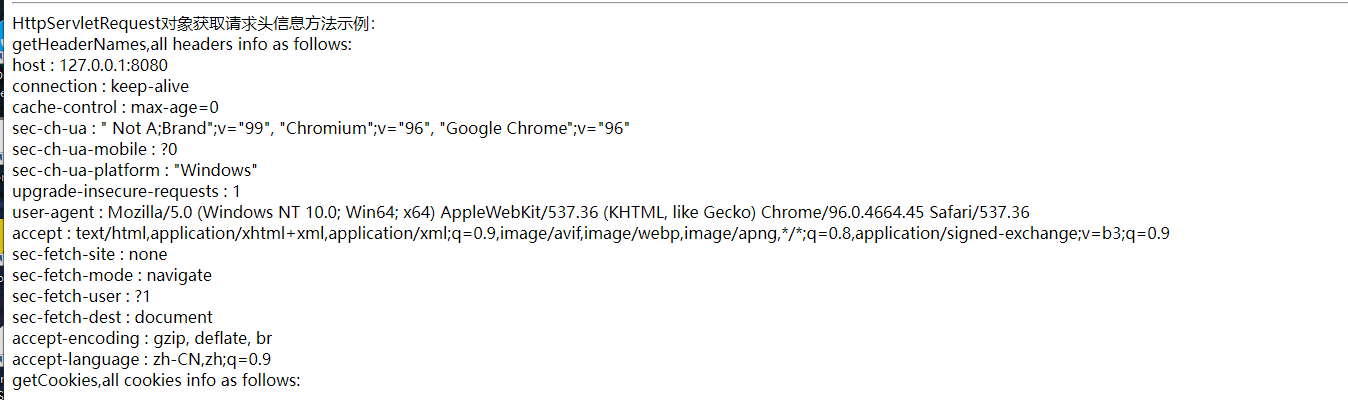 HttpServletRequest对象获取请求头信息方法示例：
getHeaderNames,all headers info as follows:
host : 127.0.0.1:8080
connection : keep-alive
cache-control : max-age=0
sec-ch-ua : " Not A;Brand";v="99", "Chromium";v="96", "Google Chrome";v="96"
sec-ch-ua-mobile : ?0
sec-ch-ua-platform : "Windows"
upgrade-insecure-requests : 1
user-agent : Mozilla/5.0 (Windows NT 10.0; Win64; x64) AppleWebKit/537.36 (KHTML, like Gecko) Chrome/96.0.4664.45 Safari/537.36
accept : text/html,application/xhtml+xml,application/xml;q=0.9,image/avif,image/webp,image/apng,*/*;q=0.8,application/signed-exchange;v=b3;q=0.9
sec-fetch-site : none
sec-fetch-mode : navigate
sec-fetch-user : ?1
sec-fetch-dest : document
accept-encoding : gzip, deflate, br
accept-language : zh-CN,zh;q=0.9
getCookies,all cookies info as follows: